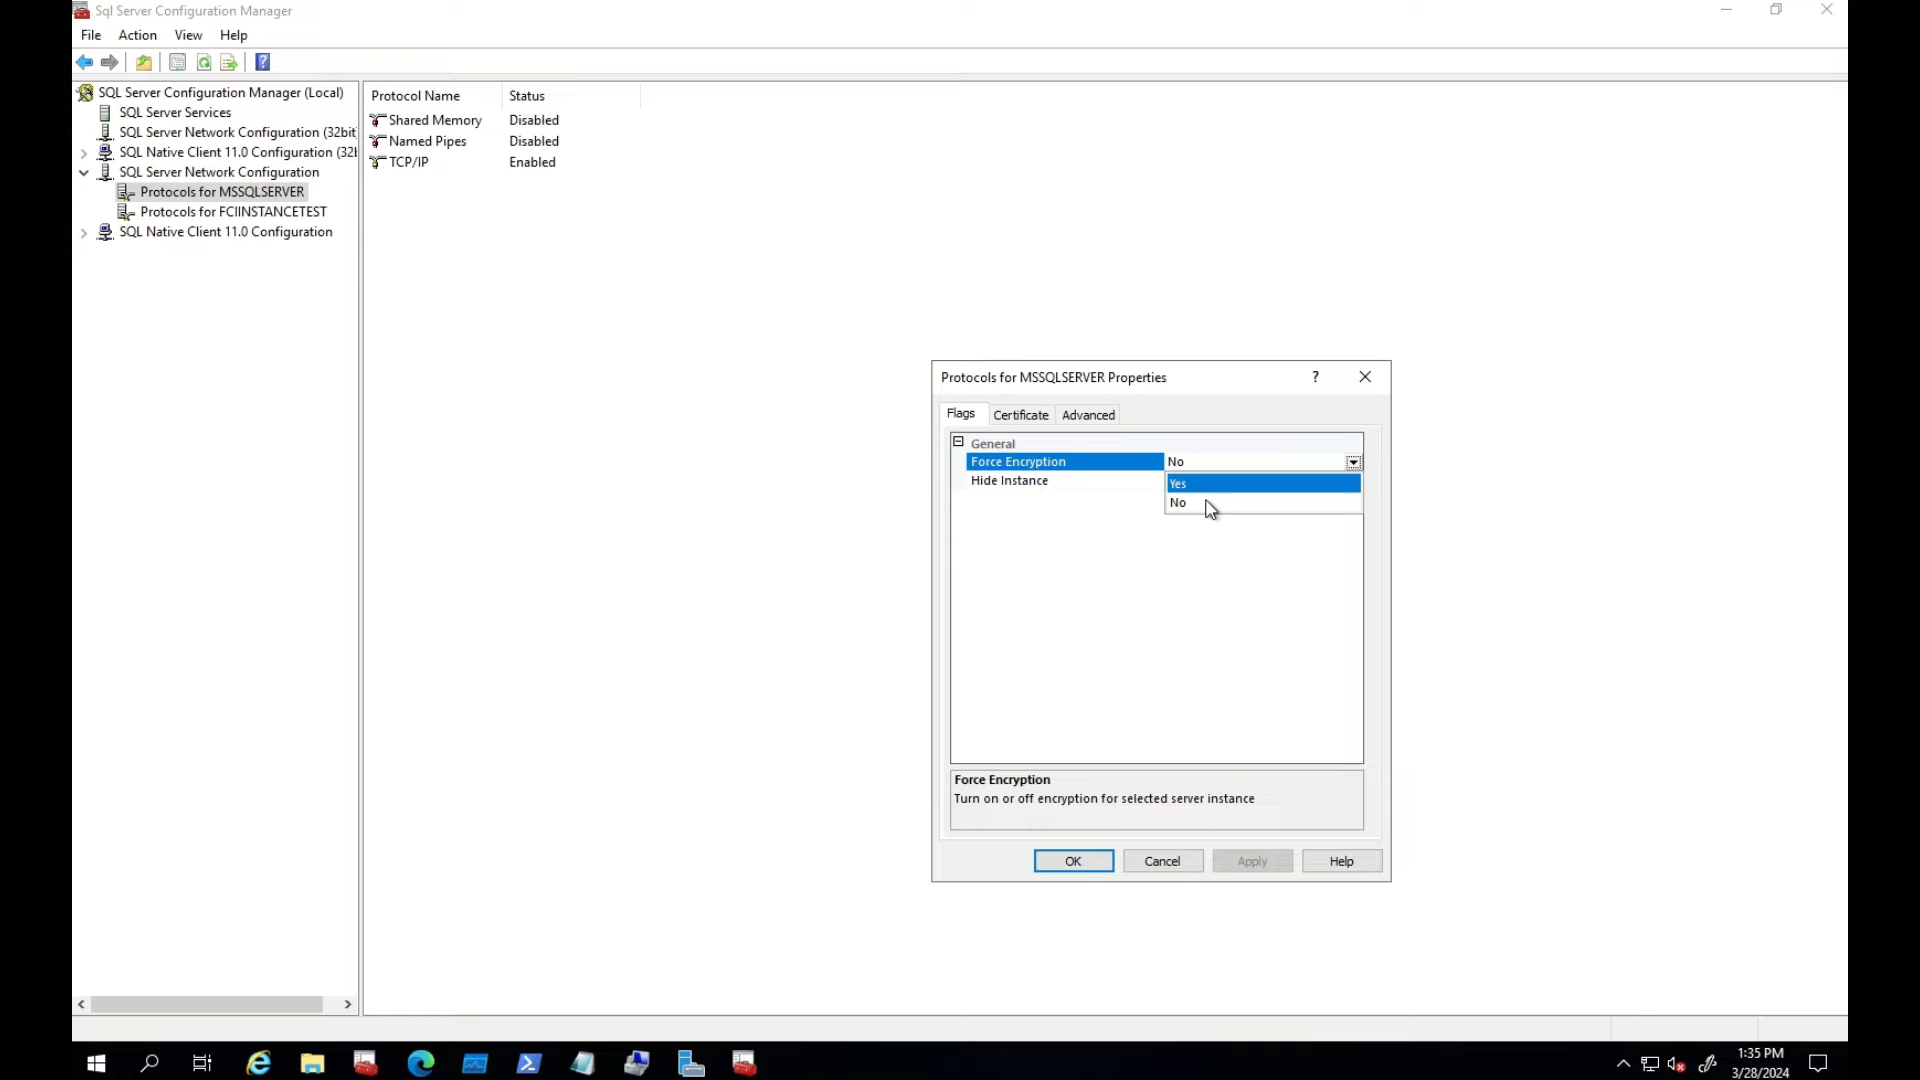 Sql Server Configuration Manager
File Action View Help
SQL Server Configuration Manager (Local)
SQL Server Services
SQL Server Network Configuration (32bit
SQL Native Client 11.0 Configuration (32
SQL Server Network Configuration
Protocols for MSSQLSERVER
Protocols for FCIINSTANCETEST
SQL Native Client 11.0 Configuration
Protocol Name Status
Shared Memory Disabled
Named Pipes Disabled
TCP/IP Enabled
Protocols for MSSQLSERVER Properties
Flags Certificate Advanced
General
Force Encryption No
Hide Instance
Yes
No
Force Encryption
Turn on or off encryption for selected server instance
OK Cancel Apply Help
1:35 PM
3/28/2024